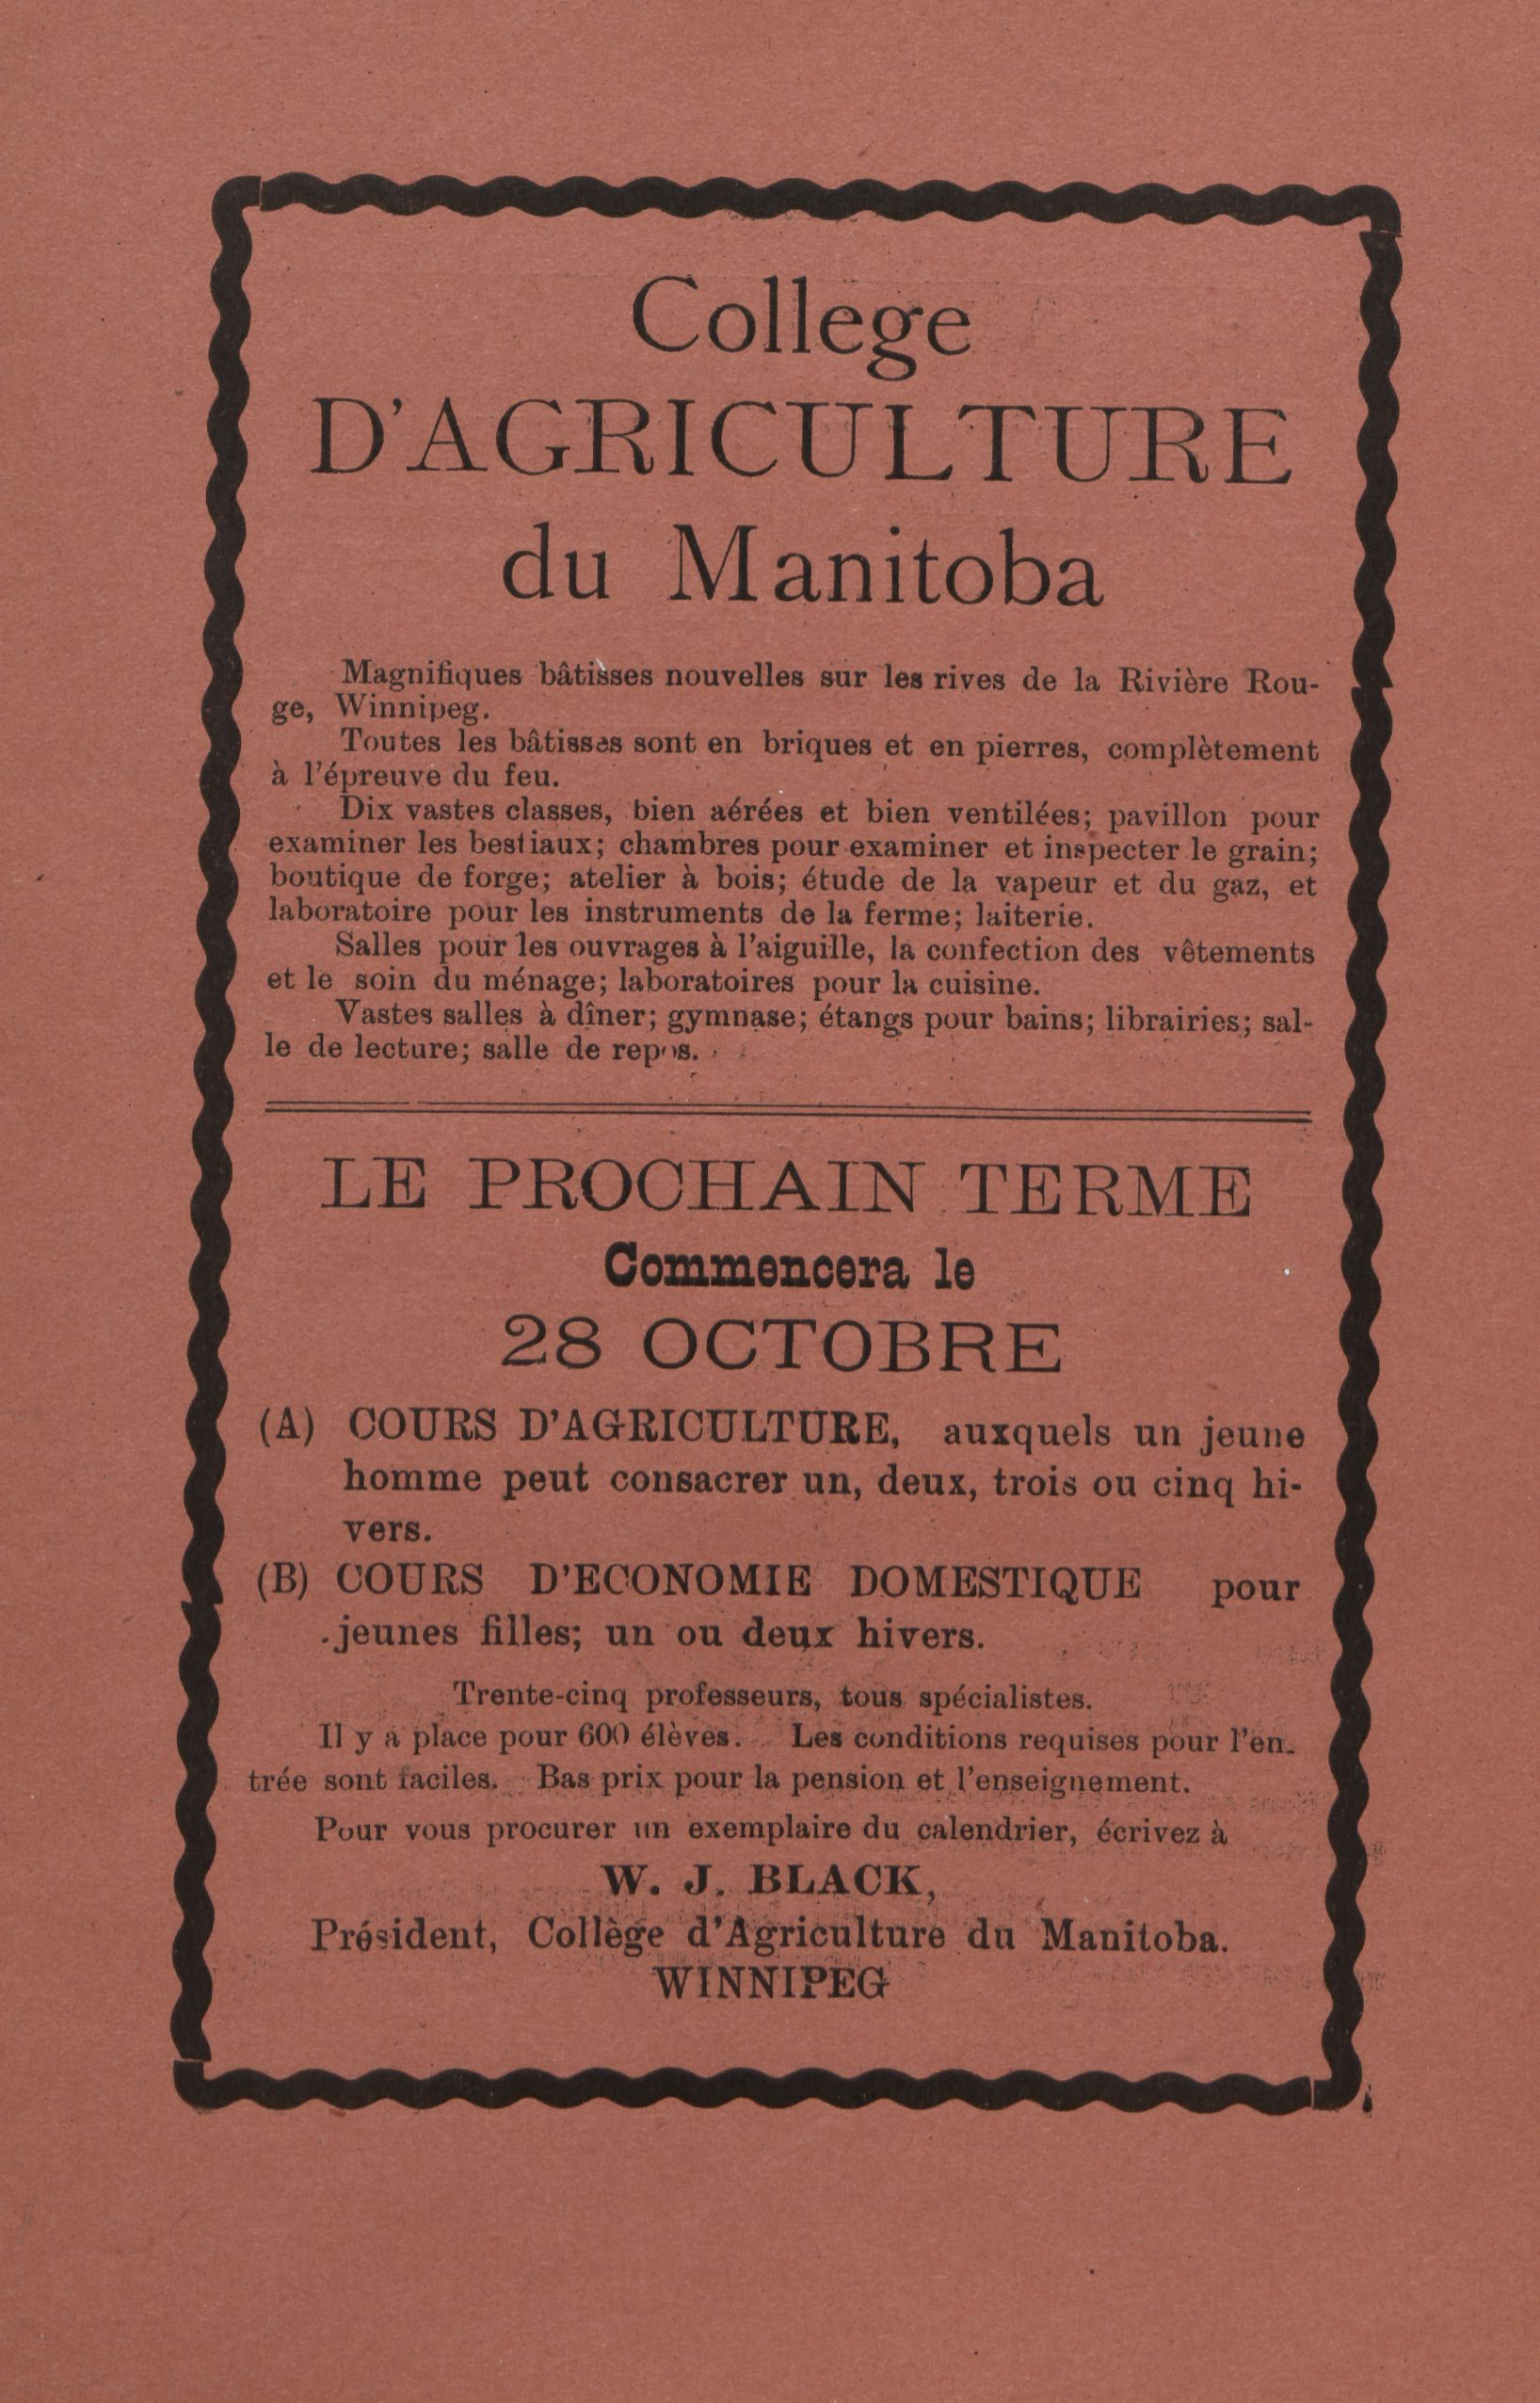 College
D'AGRICULTURE
du Manitoba
Magnifiques bâtisses nouvelles sur les rives de la Rivière Rou-
ge, Winnipeg.
Toutes les bâtisses sont en briques et en pierres, complètement
à l'épreuve du feu.
Dix vastes classes, bien aérées et bien ventilées; pavillon pour
examiner les bestiaux; chambres pour examiner et inspecter le grain;
boutique de forge; atelier à bois; étude de la vapeur et du gaz, et
laboratoire pour les instruments de la ferme; laiterie.
Salles pour les ouvrages à l'aiguille, la confection des vêtements
et le soin du ménage; laboratoires pour la cuisine.
Vastes salles à dîner; gymnase; étangs pour bains; librairies; sal-
le de lecture; salle de repos.
LE PROCHAIN TERME
Commencera le
28 OCTOBRE
(A) COURS D'AGRICULTURE, auxquels un jeune
homme peut consacrer un, deux, trois ou cinq hi-
vers.
(B) COURS D'ECONOMIE DOMESTIQUE pour
jeunes filles; un ou deux hivers.
Trente-cinq professeurs, tous spécialistes.
Il y a place pour 600 élèves. Les conditions requises pour l'en-
trée sont faciles. Bas prix pour la pension et l'enseignement.
Pour vous procurer un exemplaire du calendrier, écrivez à
W. J. BLACK,
Président, Collège d'Agriculture du Manitoba.
WINNIPEG